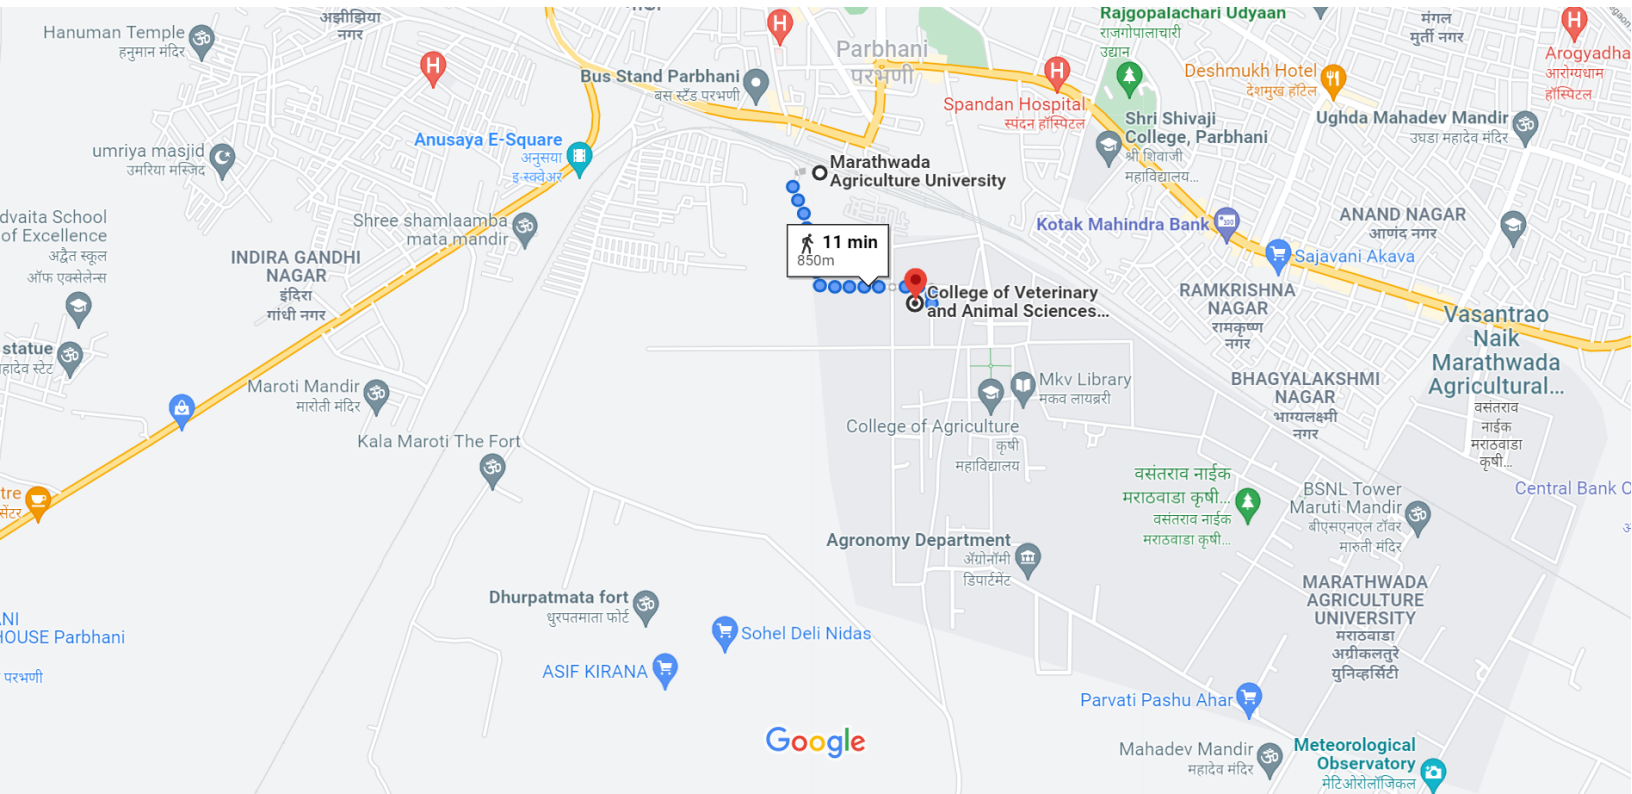 Hanuman Temple
हनुमान मंदिर
अझीझिया
नगर
Parbhani
परभणी
Rajgopalachari Udyaan
राजगोपालाचारी
उद्यान
मंगल
मुर्ती नगर
Arogyadha
आरोग्यधाम
हॉस्पिटल
Bus Stand Parbhani
बस स्टँड परभणी
Spandan Hospital
स्पंदन हॉस्पिटल
Deshmukh Hotel
देशमुख हॉटेल
Ughda Mahadev Mandir
उघडा महादेव मंदिर
Shri Shivaji
College, Parbhani
श्री शिवाजी
महाविद्यालय...
Anusaya E-Square
अनुसया
इ-स्क्वेअर
umriya masjid
उमरिया मस्जिद
Marathwada
Agriculture University
dvaita School
of Excellence
अद्वैत स्कूल
ऑफ एक्सेलेन्स
Shree shamlaamba
mata mandir
INDIRA GANDHI
NAGAR
इंदिरा
गांधी नगर
11 min
850m
Kotak Mahindra Bank
ANAND NAGAR
आणंद नगर
Sajavani Akava
College of Veterinary
and Animal Sciences...
RAMKRISHNA
NAGAR
रामकृष्ण
नगर
Vasantrao
Naik
Marathwada
Agricultural...
वसंतराव
नाईक
मराठवाडा
कृषी...
statue
हादेव स्टेट
Maroti Mandir
मारोती मंदिर
Mkv Library
मकव लायब्ररी
BHAGYALAKSHMI
NAGAR
भाग्यलक्ष्मी
नगर
College of Agriculture
कृषी
महाविद्यालय
Kala Maroti The Fort
वसंतराव नाईक
मराठवाडा कृषी...
वसंतराव नाईक
मराठवाडा कृषी...
BSNL Tower
Maruti Mandir
बीएसएनएल टॉवर
मारुती मंदिर
Central Bank O
tre
सेंटर
Agronomy Department
ॲग्रोनॉमी
डिपार्टमेंट
MARATHWADA
AGRICULTURE
UNIVERSITY
मराठवाडा
अग्रीकलतुरे
युनिव्हर्सिटी
Dhurpatmata fort
धुरपतमाता फोर्ट
ANI
HOUSE Parbhani
परभणी
Sohel Deli Nidas
ASIF KIRANA
Parvati Pashu Ahar
Google
Mahadev Mandir
महादेव मंदिर
Meteorological
Observatory
मेटिओरोलॉजिकल